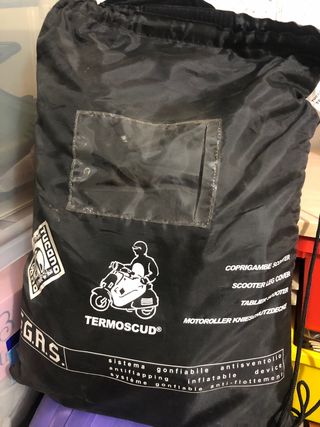 COPRIGAMBE SCOOTER
SCOOTER LEG COVER
TABLIER SCOOTER
MOTOROLLER KNIESCHUTZDECKE
tucano
TERMOSCUD®
S.G.A.S.
sistema gonfiabile antisventolio
antiflapping inflatable device
système gonflable anti-flottement